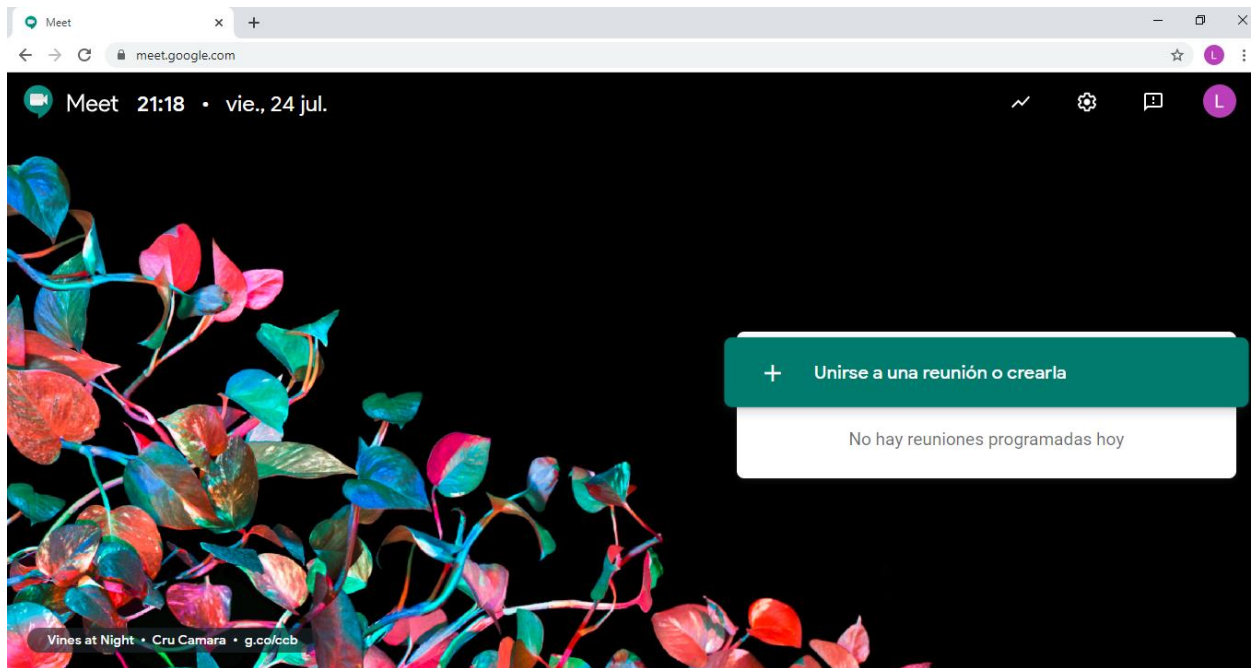 Meet
meet.google.com
L
Meet 21:18 • vie., 24 jul.
L
Unirse a una reunión o crearla
No hay reuniones programadas hoy
Vines at Night • Cru Camara • g.co/ccb